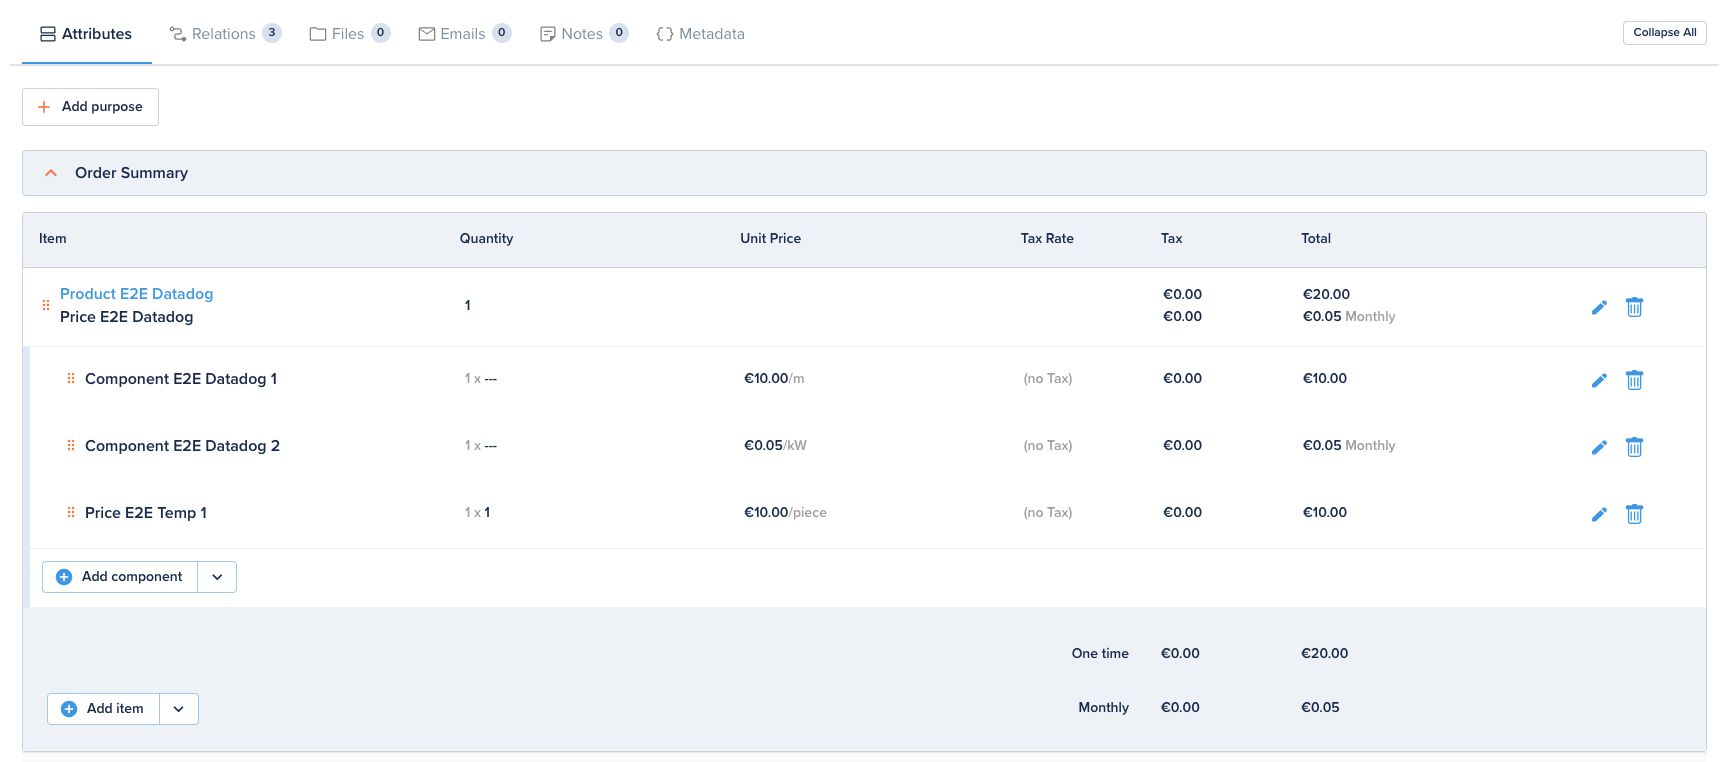 Attributes Relations 3 Files 0 Emails 0 Notes 0 Metadata Collapse All
Add purpose
Order Summary
Item Quantity Unit Price Tax Rate Tax Total
Product E2E Datadog €0.00 €20.00
1
Price E2E Datadog €0.00 €0.05 Monthly
Component E2E Datadog 1 1 x --- €10.00/m (no Tax) €0.00 €10.00
Component E2E Datadog 2 1 x --- €0.05/kW (no Tax) €0.00 €0.05 Monthly
Price E2E Temp 1 1 x 1 €10.00/piece (no Tax) €0.00 €10.00
Add component
One time €0.00 €20.00
Add item Monthly €0.00 €0.05